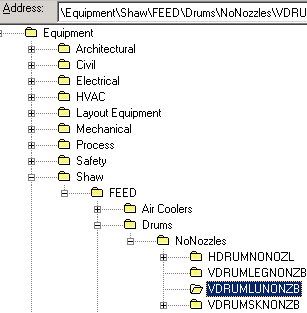 Address: \Equipment\Shaw\FEED\Drums\NoNozzles\VDRU
Equipment
Architectural
Civil
Electrical
HVAC
Layout Equipment
Mechanical
Process
Safety
Shaw
FEED
Air Coolers
Drums
NoNozzles
HDRUMNONOZL
VDRUMLEGNONZB
VDRUMLUNONZB
VDRUMSKNONZB